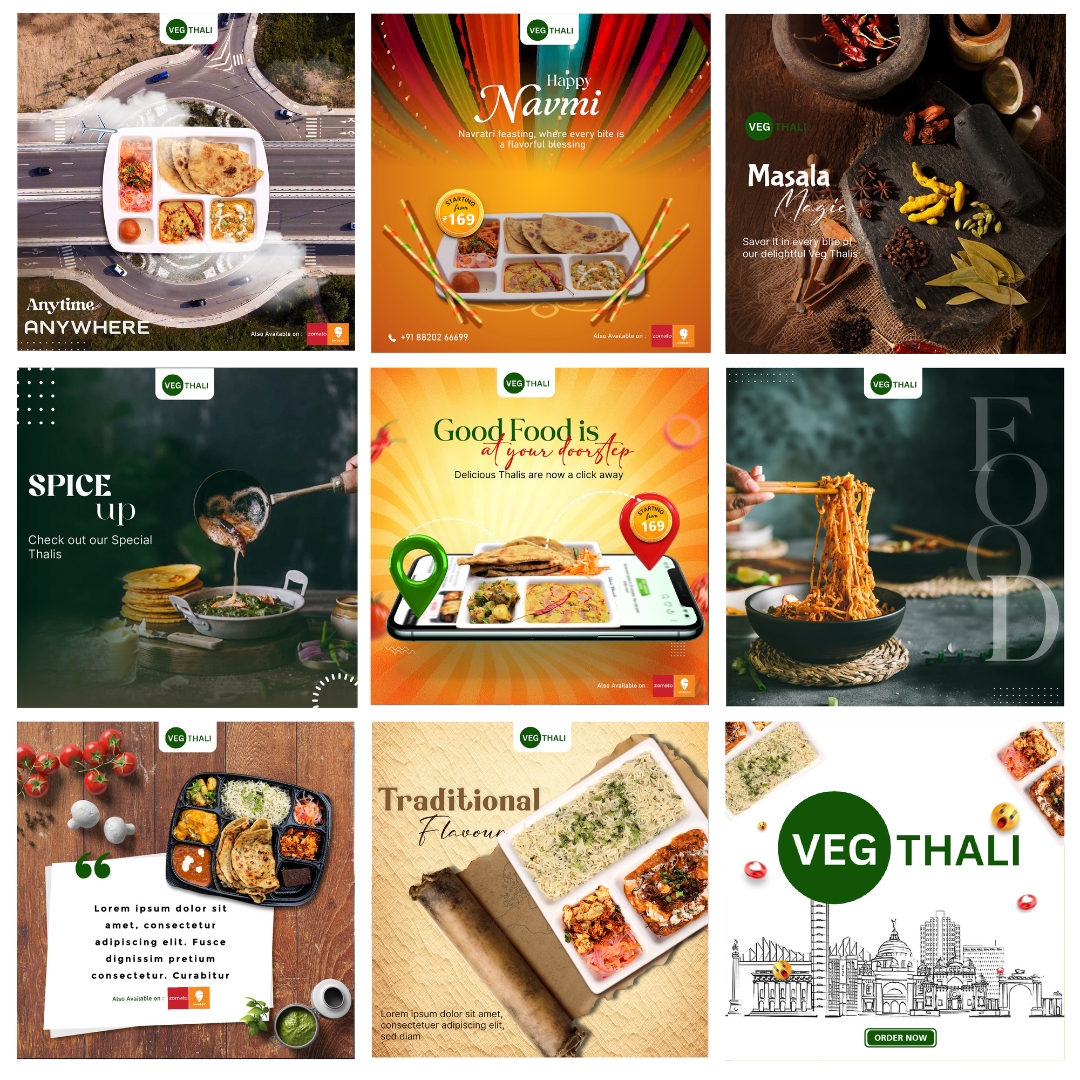 VEG THALI
Anytime
ANYWHERE
Also Available on :
zomato
VEG THALI
Happy
Navmi
Navratri feasting, where every bite is
a flavorful blessing
STARTING
from
₹169
+91 88202 66699
Also Available on :
zomato
VEG THALI
Masala
Magic
Savor it in every bite of
our delightful Veg Thalis
VEG THALI
SPICE
up
Check out our Special
Thalis
VEG THALI
Good Food is
at your doorstep
Delicious Thalis are now a click away
STARTING
from
169
Also Available on :
zomato
VEG THALI
FOOD
VEG THALI
“
Lorem ipsum dolor sit
amet, consectetur
adipiscing elit. Fusce
dignissim pretium
consectetur. Curabitur
Also Available on :
zomato
VEG THALI
Traditional
Flavour
Lorem ipsum dolor sit amet,
consectetuer adipiscing elit,
sed diam
VEG THALI
ORDER NOW